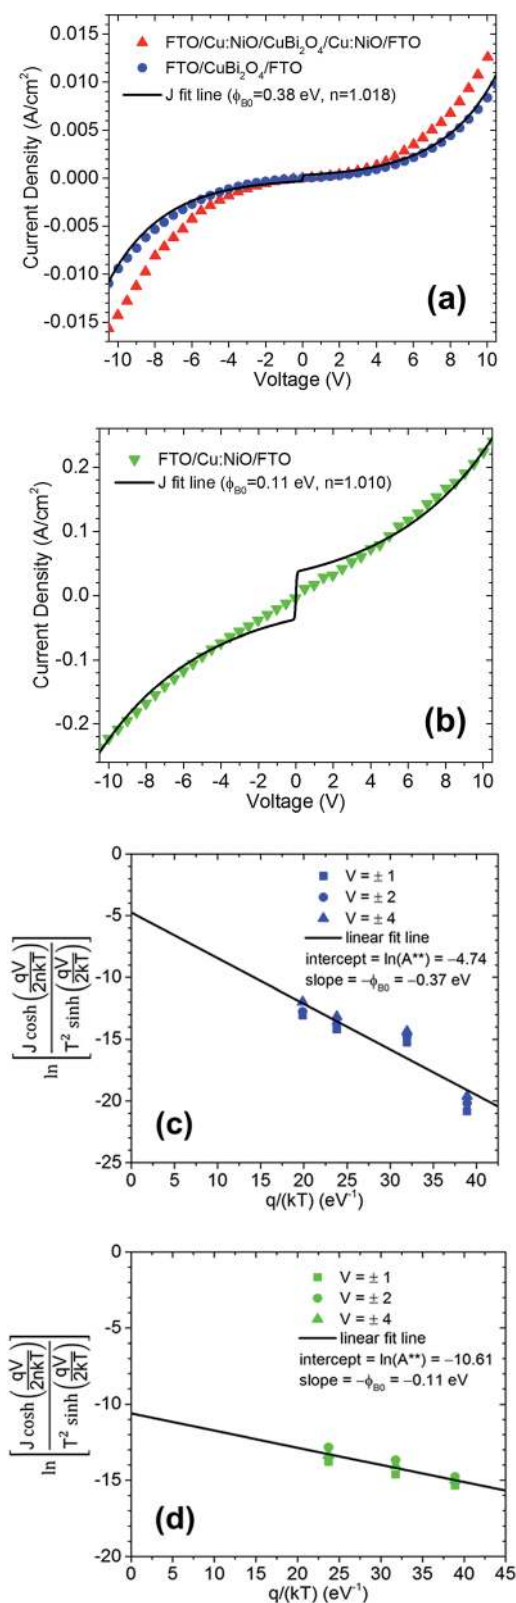 0.015
0.010
0.005
0.000
-0.005
-0.010
-0.015
Current Density (A/cm²)
FTO/Cu:NiO/CuBi₂O₄/Cu:NiO/FTO
FTO/CuBi₂O₄/FTO
J fit line (ϕB0=0.38 eV, n=1.018)
(a)
-10 -8 -6 -4 -2 0 2 4 6 8 10
Voltage (V)
0.2
0.1
0.0
-0.1
-0.2
Current Density (A/cm²)
FTO/Cu:NiO/FTO
J fit line (ϕB0=0.11 eV, n=1.010)
(b)
-10 -8 -6 -4 -2 0 2 4 6 8 10
Voltage (V)
0
-5
-10
-15
-20
-25
ln [J cosh (qV/2nkT) / T² sinh (qV/2kT)]
V = ± 1
V = ± 2
V = ± 4
linear fit line
intercept = ln(A**) = −4.74
slope = −ϕB0 = −0.37 eV
(c)
0 5 10 15 20 25 30 35 40
q/(kT) (eV⁻¹)
0
-5
-10
-15
-20
ln [J cosh (qV/2nkT) / T² sinh (qV/2kT)]
V = ± 1
V = ± 2
V = ± 4
linear fit line
intercept = ln(A**) = −10.61
slope = −ϕB0 = −0.11 eV
(d)
0 5 10 15 20 25 30 35 40 45
q/(kT) (eV⁻¹)